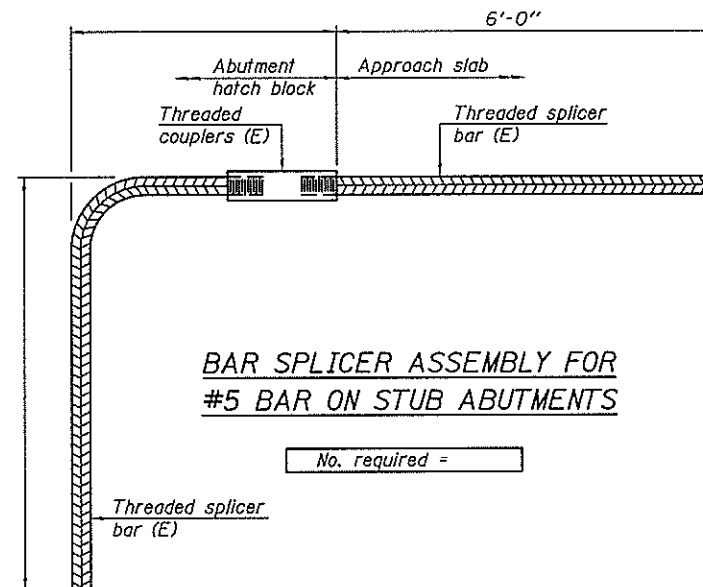 6'-0"
Abutment
hatch block
Approach slab
Threaded
couplers (E)
Threaded splicer
bar (E)
BAR SPLICER ASSEMBLY FOR
#5 BAR ON STUB ABUTMENTS
No. required =
Threaded splicer
bar (E)